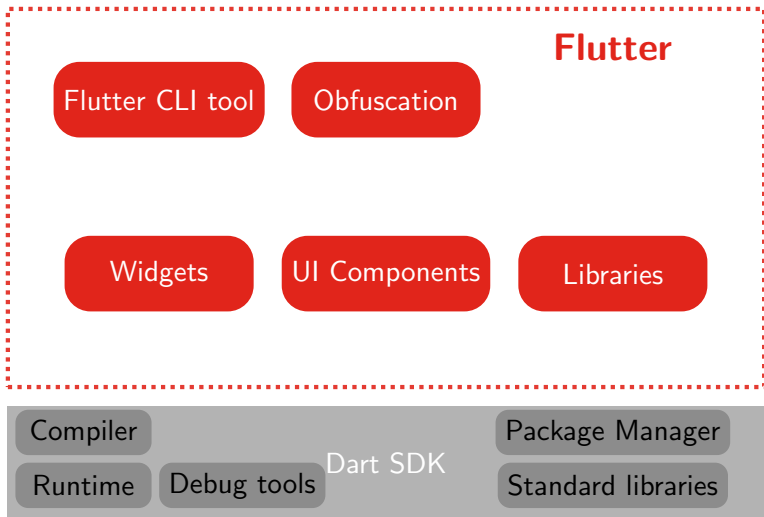 Flutter
Flutter CLI tool
Obfuscation
Widgets
UI Components
Libraries
Compiler
Package Manager
Dart SDK
Runtime
Debug tools
Standard libraries